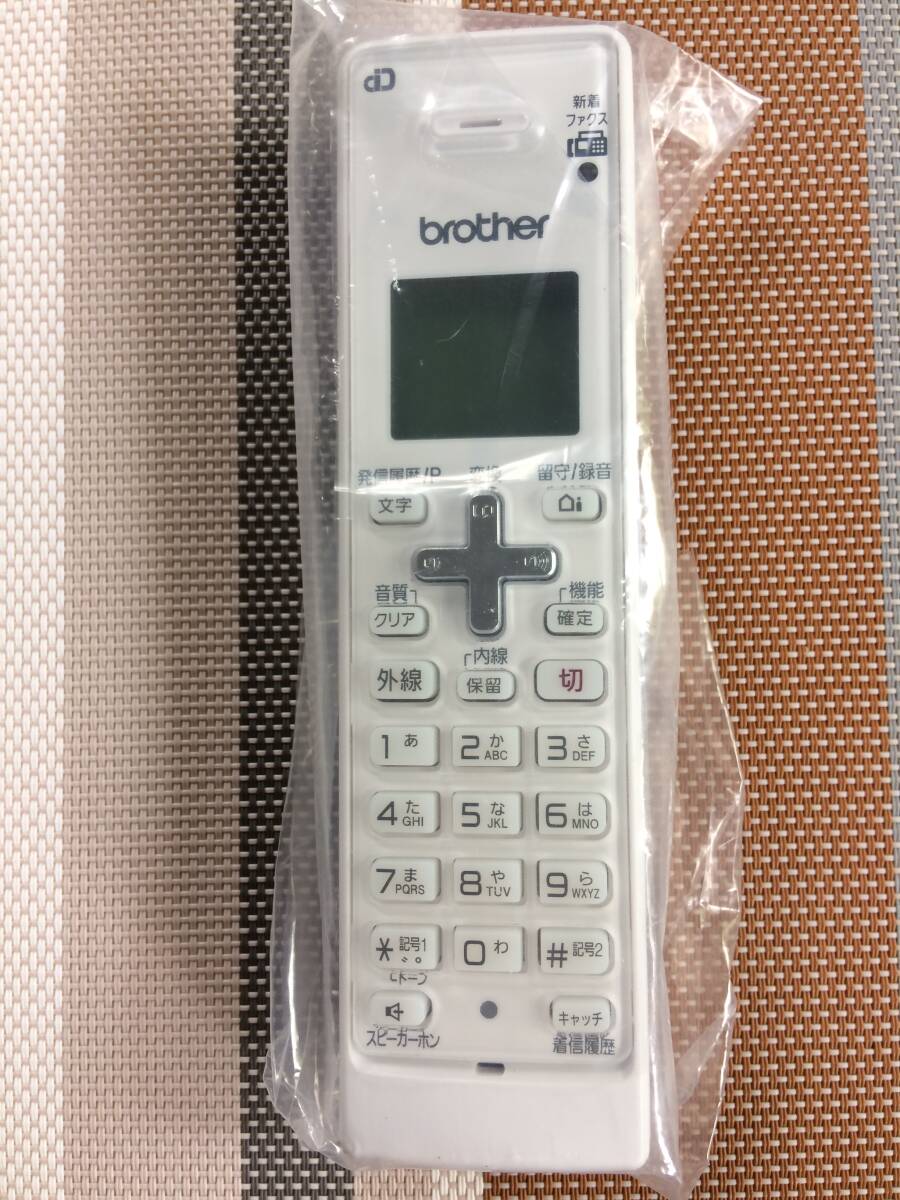 新着
ファクス
brother
発信履歴/P 変換 留守/録音
文字
音質 機能
クリア 確定
内線
外線 保留 切
1 あ 2 か ABC 3 さ DEF
4 た GHI 5 な JKL 6 は MNO
7 ま PQRS 8 や TUV 9 ら WXYZ
* 記号1 ゛゜ 0 わ # 記号2
トーン
キャッチ
スピーカーホン 着信履歴